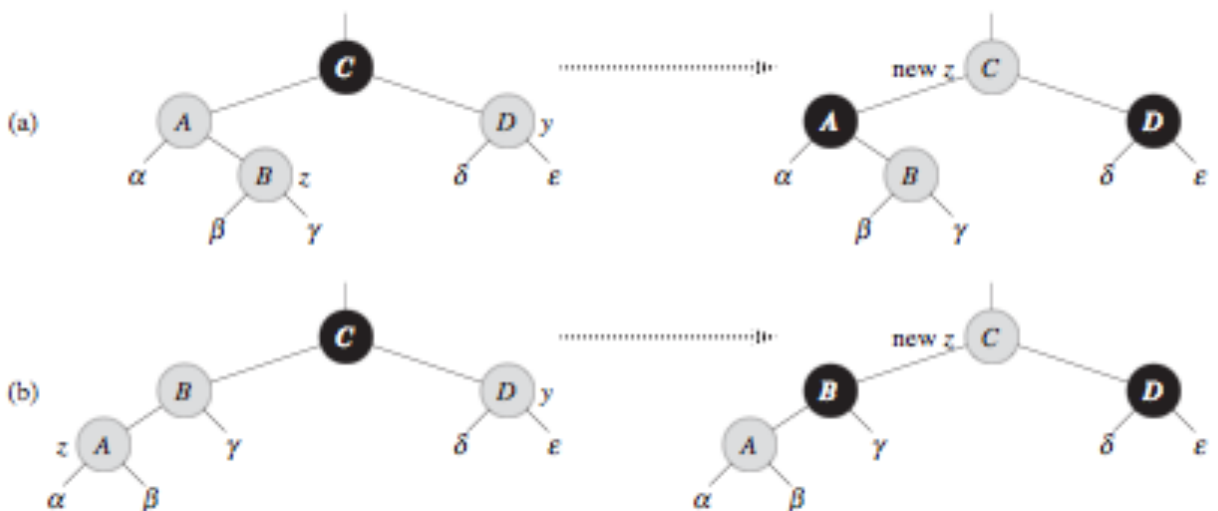 C new z C
(a) A D y A D
α B z δ ε α B δ ε
β γ β γ
C new z C
(b) B D y B D
z A γ δ ε A γ δ ε
α β α β